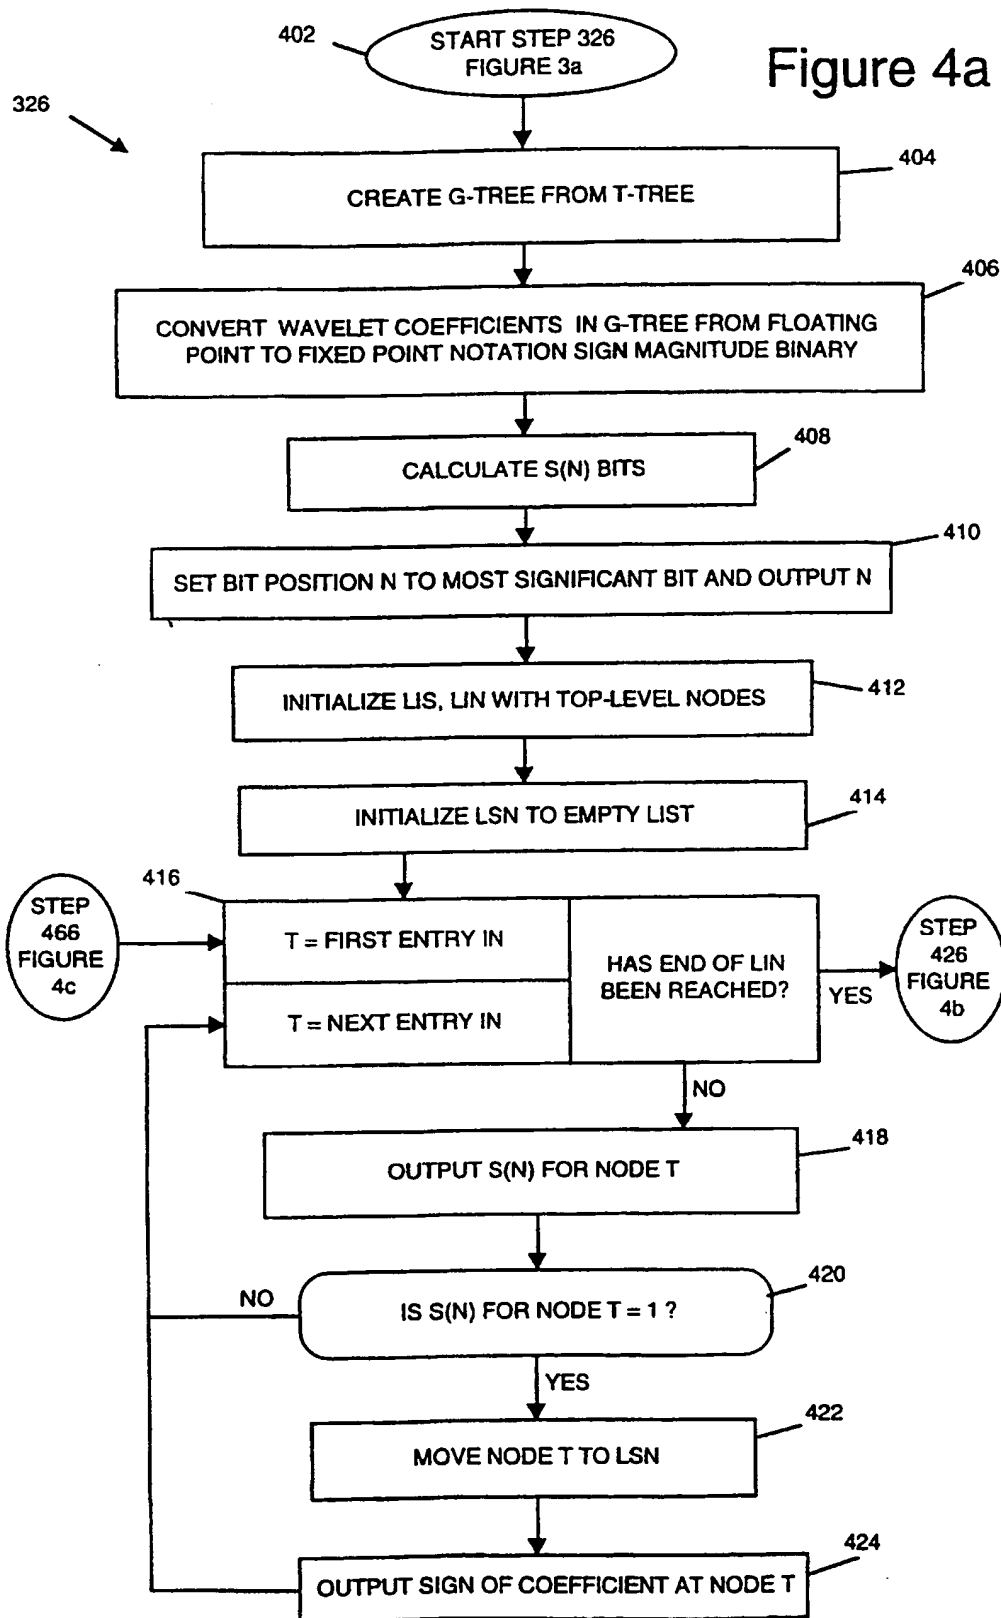 402
START STEP 326
FIGURE 3a
Figure 4a
326
404
CREATE G-TREE FROM T-TREE
406
CONVERT WAVELET COEFFICIENTS IN G-TREE FROM FLOATING
POINT TO FIXED POINT NOTATION SIGN MAGNITUDE BINARY
408
CALCULATE S(N) BITS
410
SET BIT POSITION N TO MOST SIGNIFICANT BIT AND OUTPUT N
412
INITIALIZE LIS, LIN WITH TOP-LEVEL NODES
414
INITIALIZE LSN TO EMPTY LIST
416
STEP
466
FIGURE
4c
T = FIRST ENTRY IN
T = NEXT ENTRY IN
HAS END OF LIN
BEEN REACHED?
YES
STEP
426
FIGURE
4b
NO
418
OUTPUT S(N) FOR NODE T
420
NO
IS S(N) FOR NODE T = 1 ?
YES
422
MOVE NODE T TO LSN
424
OUTPUT SIGN OF COEFFICIENT AT NODE T